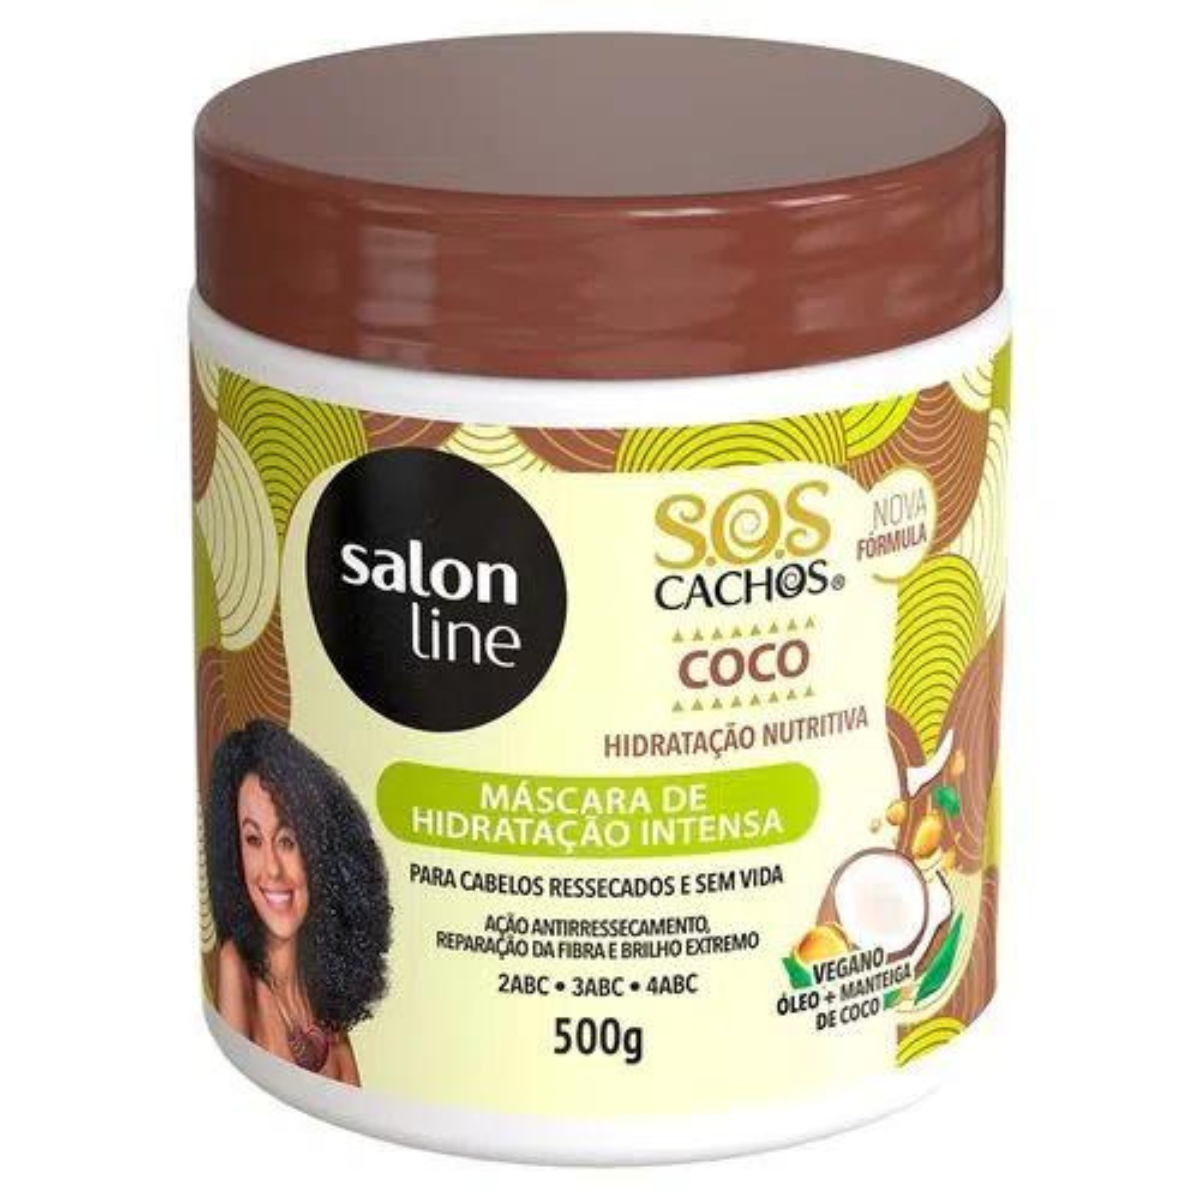 salon
line
S.O.S
CACHOS®
NOVA
FÓRMULA
COCO
HIDRATAÇÃO NUTRITIVA
MÁSCARA DE
HIDRATAÇÃO INTENSA
PARA CABELOS RESSECADOS E SEM VIDA
AÇÃO ANTIRRESSECAMENTO,
REPARAÇÃO DA FIBRA E BRILHO EXTREMO
2ABC • 3ABC • 4ABC
500g
VEGANO
ÓLEO + MANTEIGA
DE COCO